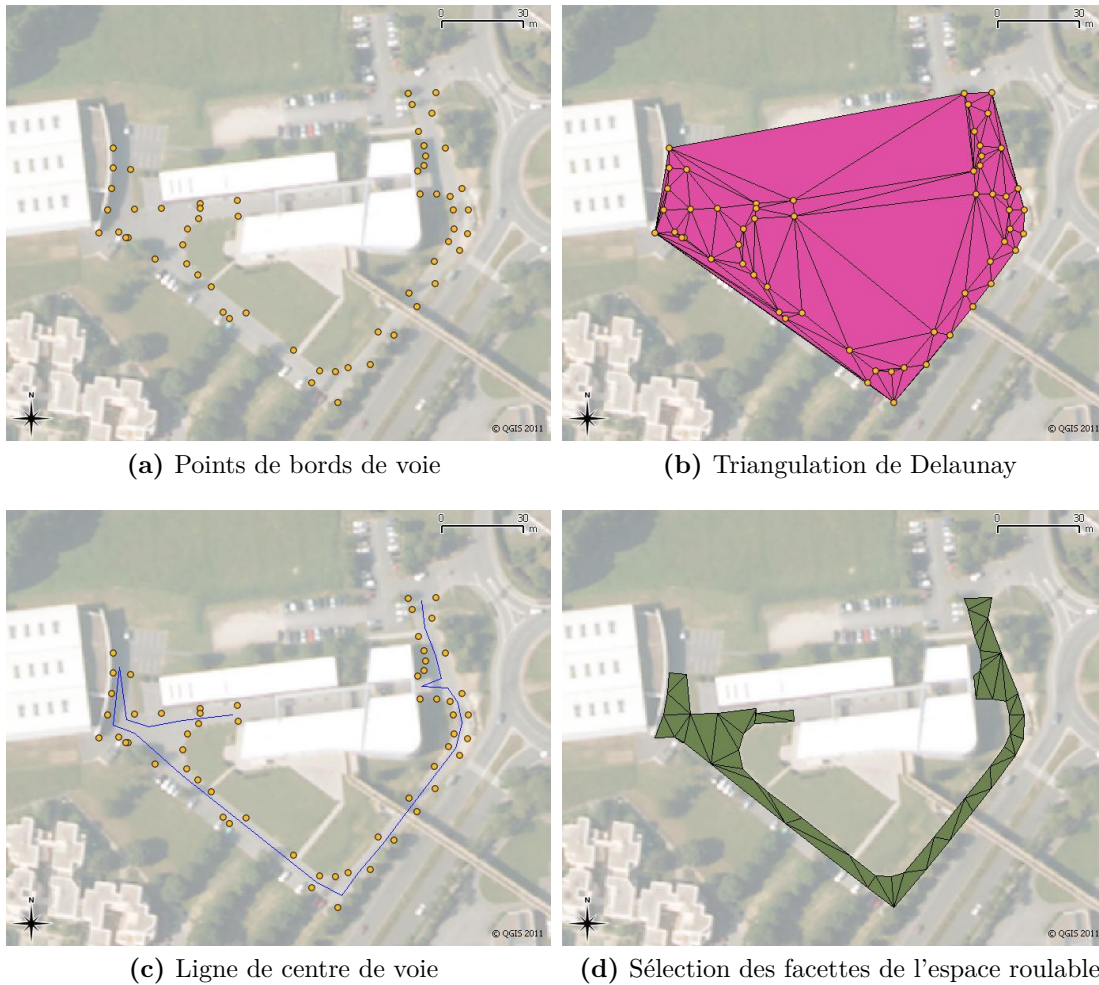 0 30
m
N
© QGIS 2011
(a) Points de bords de voie
0 30
m
N
© QGIS 2011
(b) Triangulation de Delaunay
0 30
m
N
© QGIS 2011
(c) Ligne de centre de voie
0 30
m
N
© QGIS 2011
(d) Sélection des facettes de l'espace roulable